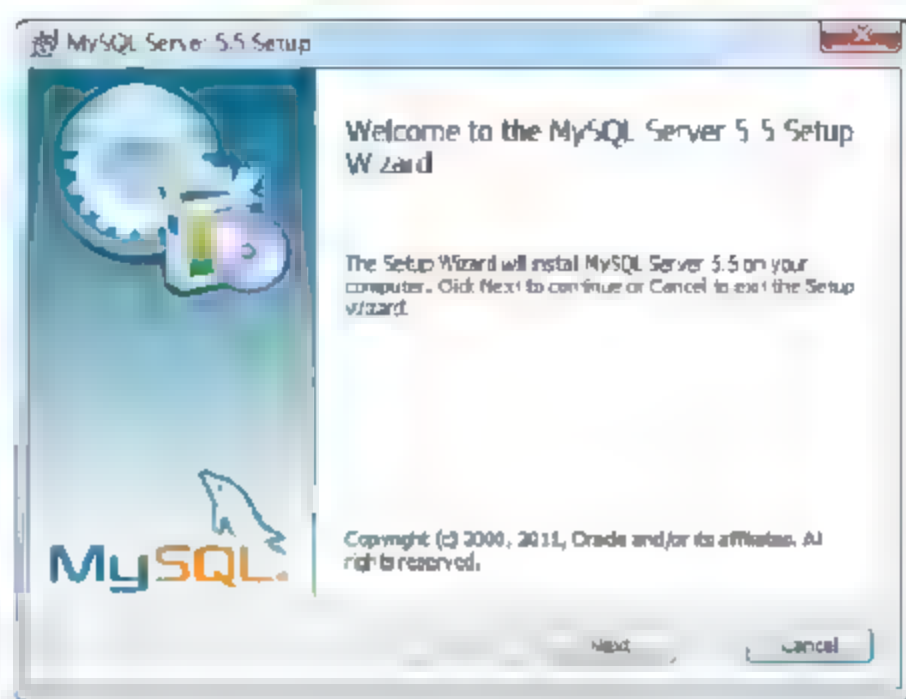 MySQL Server 5.5 Setup
Welcome to the MySQL Server 5.5 Setup
Wizard
The Setup Wizard will install MySQL Server 5.5 on your
computer. Click Next to continue or Cancel to exit the Setup
Wizard.
MySQL.
Copyright (c) 2000, 2011, Oracle and/or its affiliates. All
rights reserved.
Next
Cancel